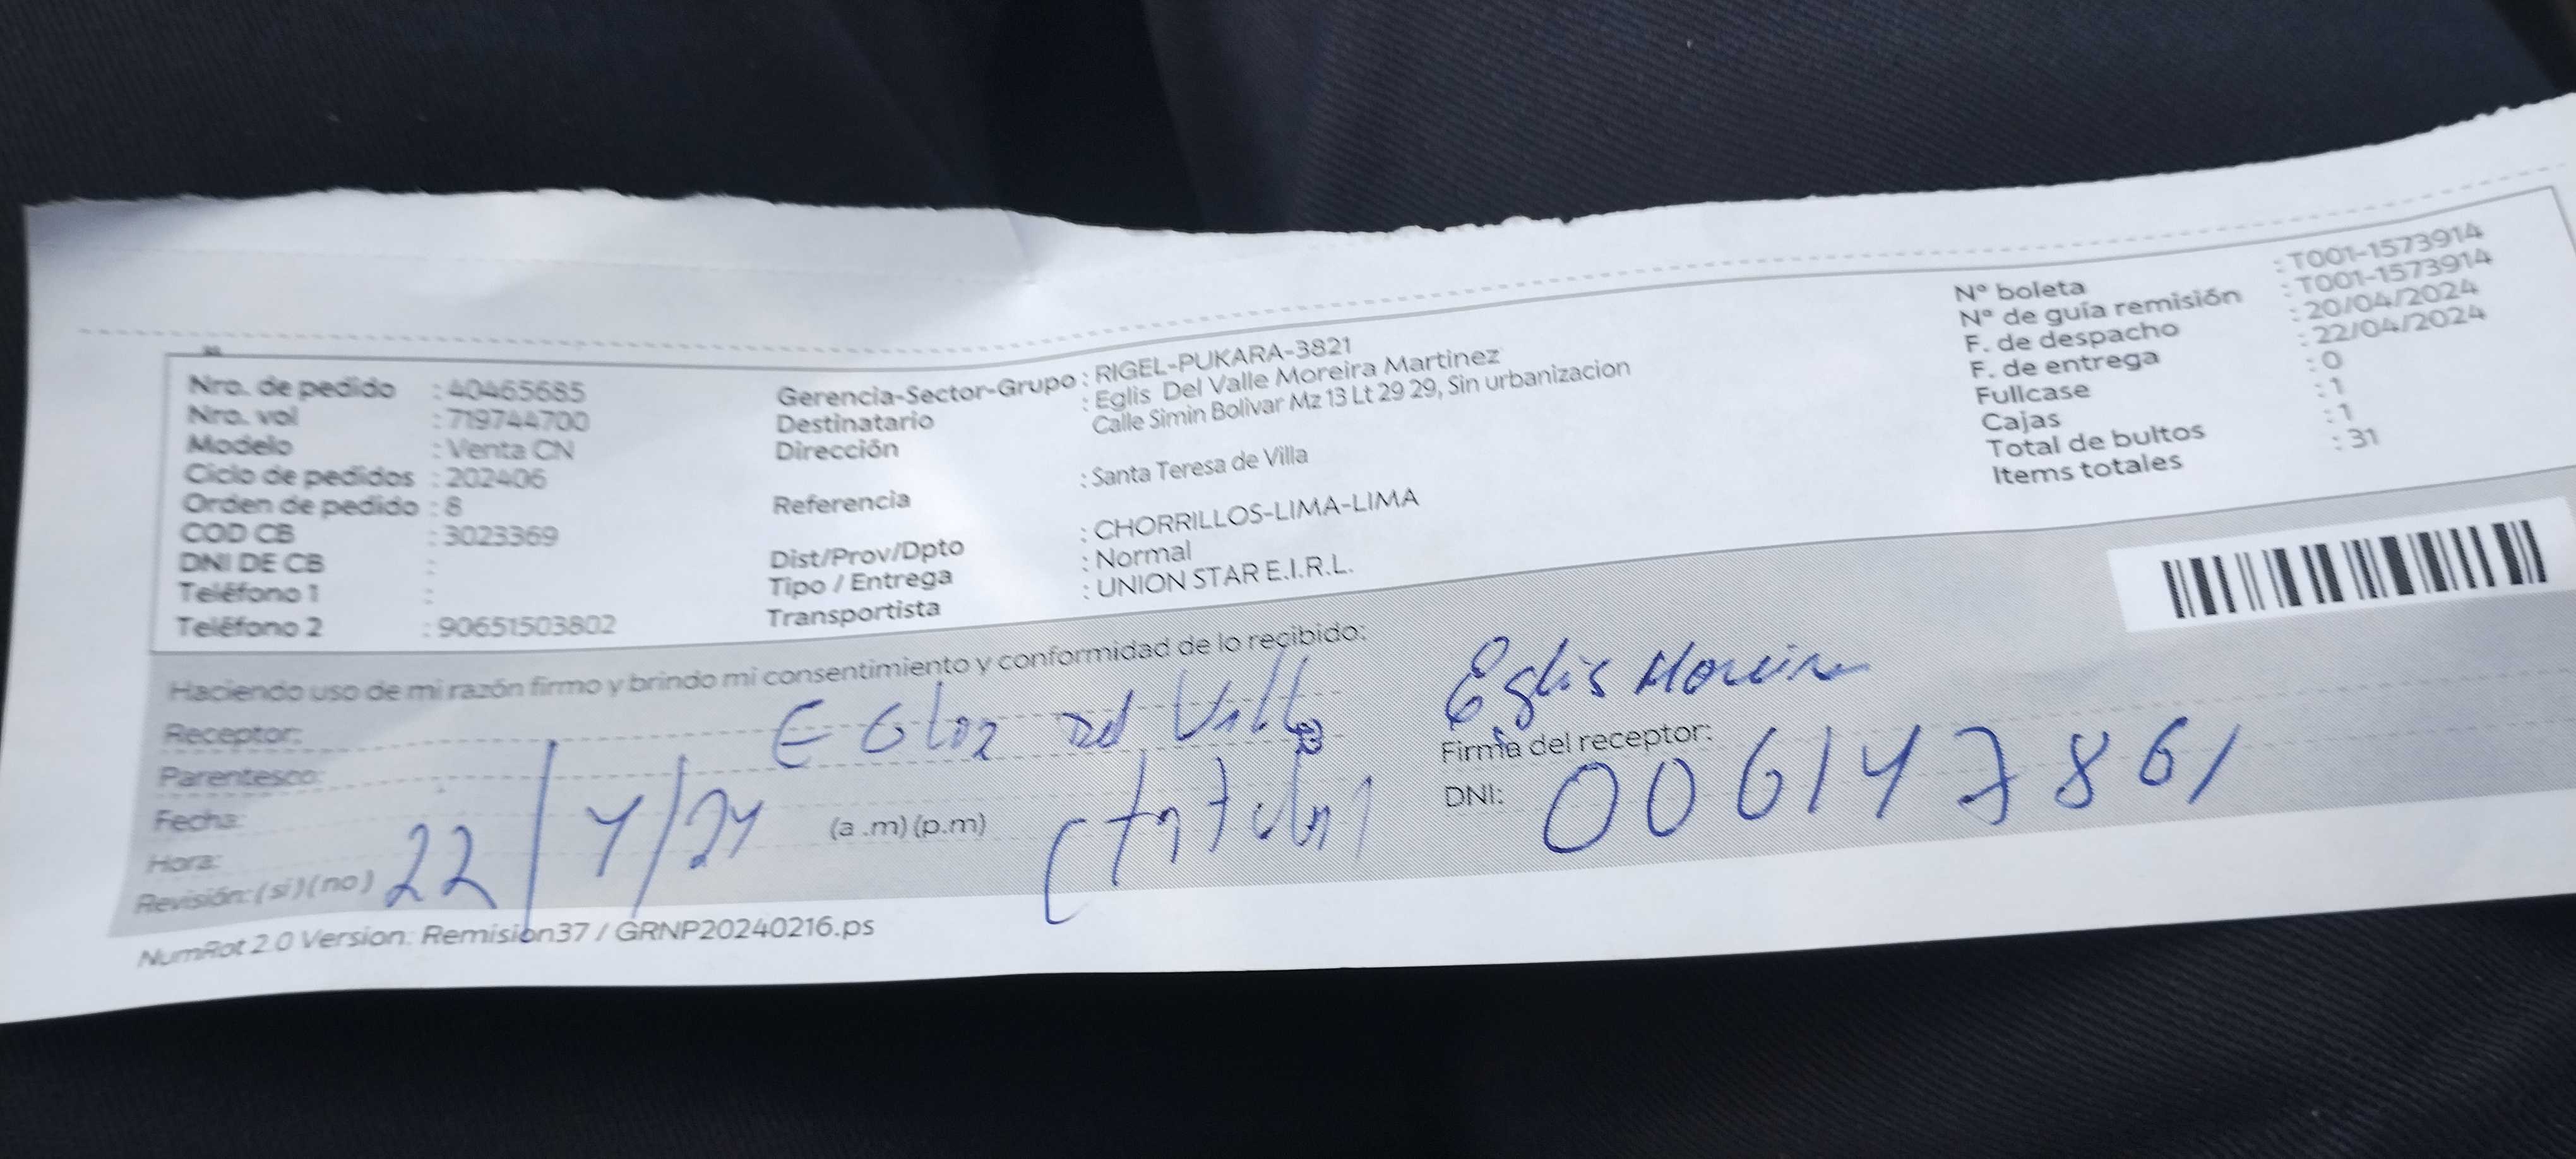 Nro. de pedido : 40465685
Nro. vol : 719744700
Modelo : Venta CN
Ciclo de pedidos : 202406
Orden de pedido : 8
COD CB : 3023369
DNI DE CB :
Teléfono 1 :
Teléfono 2 : 90651503802
Gerencia-Sector-Grupo : RIGEL-PUKARA-3821
Destinatario : Eglis Del Valle Moreira Martinez
Dirección Calle Simin Bolivar Mz 13 Lt 29 29, Sin urbanizacion
Referencia : Santa Teresa de Villa
Dist/Prov/Dpto : CHORRILLOS-LIMA-LIMA
Tipo / Entrega : Normal
Transportista : UNION STAR E.I.R.L.
N° boleta : T001-1573914
N° de guía remisión : T001-1573914
F. de despacho : 20/04/2024
F. de entrega : 22/04/2024
Fullcase : 0
Cajas : 1
Total de bultos : 1
Items totales : 31
Haciendo uso de mi razón firmo y brindo mi consentimiento y conformidad de lo recibido:
Receptor:
Parentesco:
Fecha:
Hora:
Revisión: (si) (no)
22/4/24
(a .m) (p.m)
Del Valle
Eglis Moreira
Firma del receptor:
DNI: 006147861
NumRot 2.0 Version: Remision37 / GRNP20240216.ps